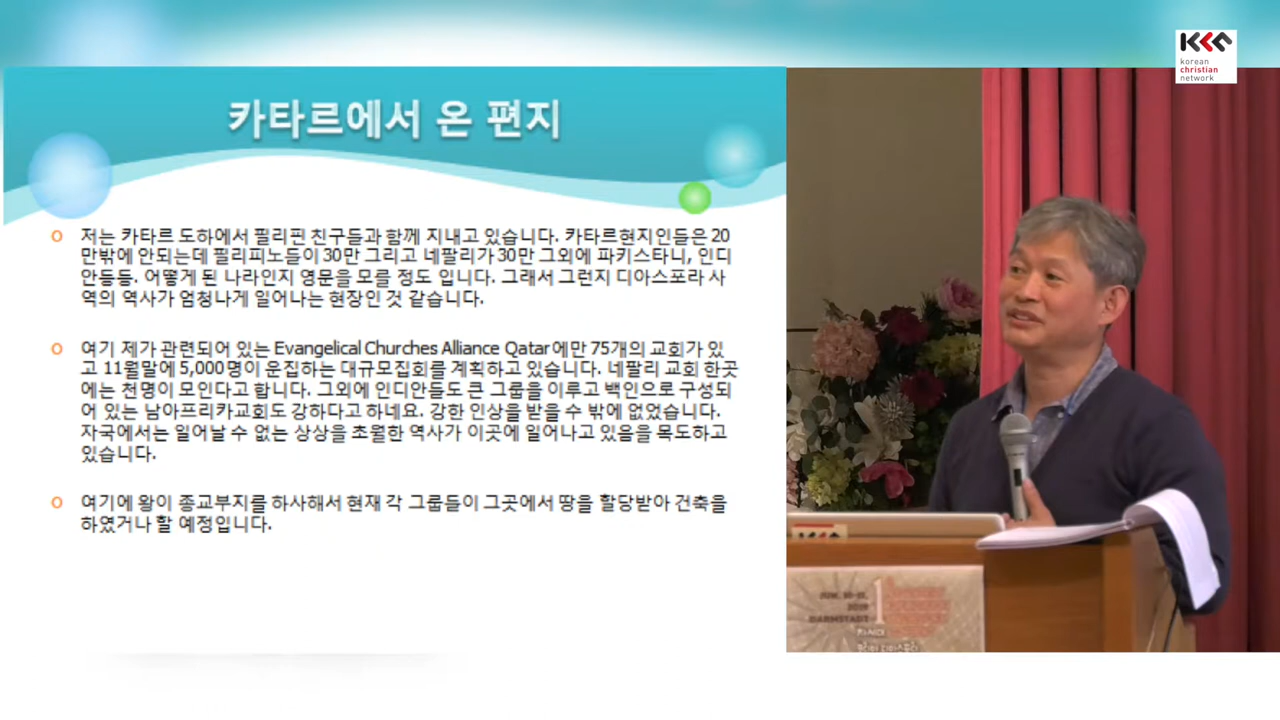 korean
christian
network
카타르에서 온 편지
저는 카타르 도하에서 필리핀 친구들과 함께 지내고 있습니다. 카타르현지인들은 20
만밖에 안되는데 필리피노들이 30만 그리고 네팔리가 30만 그외에 파키스타니, 인디
안등등. 어떻게 된 나라인지 영문을 모를 정도 입니다. 그래서 그런지 디아스포라 사
역의 역사가 엄청나게 일어나는 현장인 것 같습니다.
여기 제가 관련되어 있는 Evangelical Churches Alliance Qatar에만 75개의 교회가 있
고 11월말에 5,000명이 운집하는 대규모집회를 계획하고 있습니다. 네팔리 교회 한곳
에는 천명이 모인다고 합니다. 그외에 인디안들도 큰 그룹을 이루고 백인으로 구성되
어 있는 남아프리카교회도 강하다고 하네요. 강한 인상을 받을 수 밖에 없었습니다.
자국에서는 일어날 수 없는 상상을 초월한 역사가 이곳에 일어나고 있음을 목도하고
있습니다.
여기에 왕이 종교부지를 하사해서 현재 각 그룹들이 그곳에서 땅을 할당받아 건축을
하였거나 할 예정입니다.
DARMSTADT